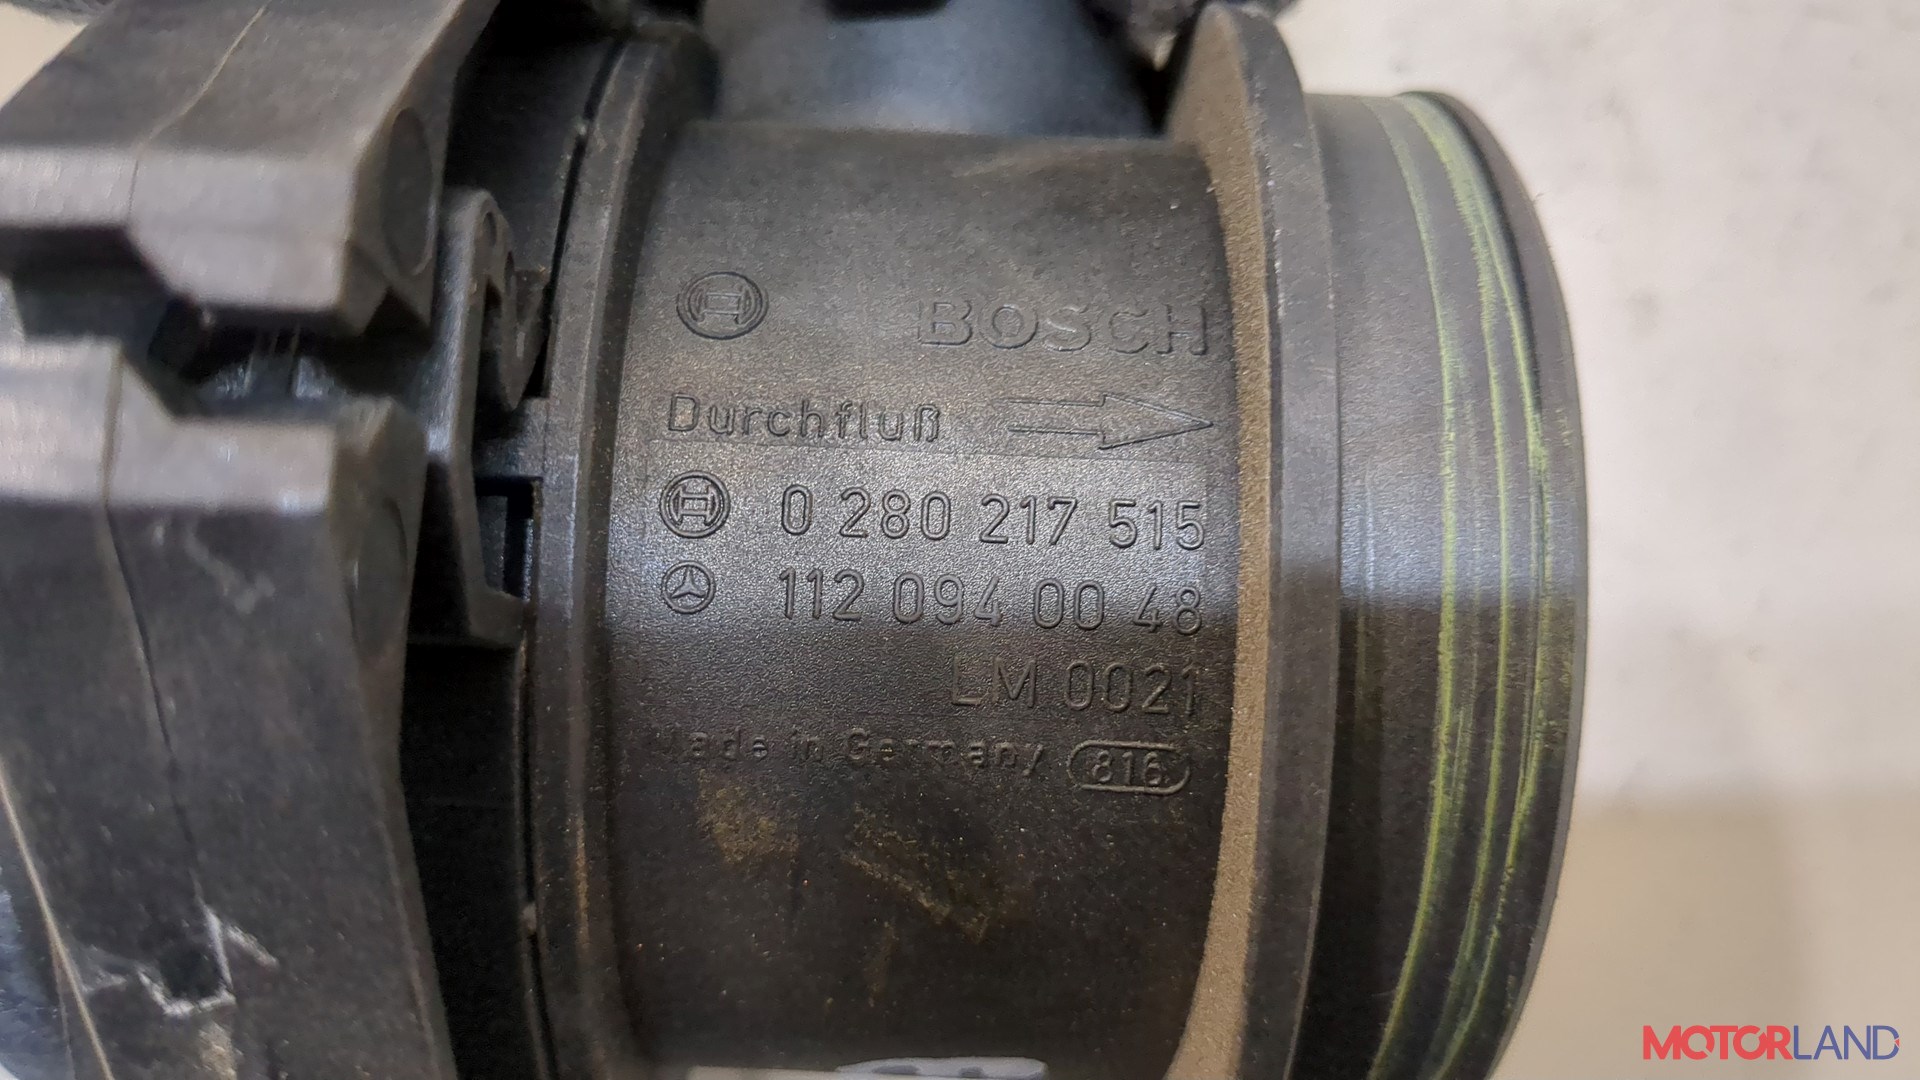 BOSCH
Durchfluß
0 280 217 515
112 094 00 48
LM 0021
Made in Germany 816
MOTORLAND